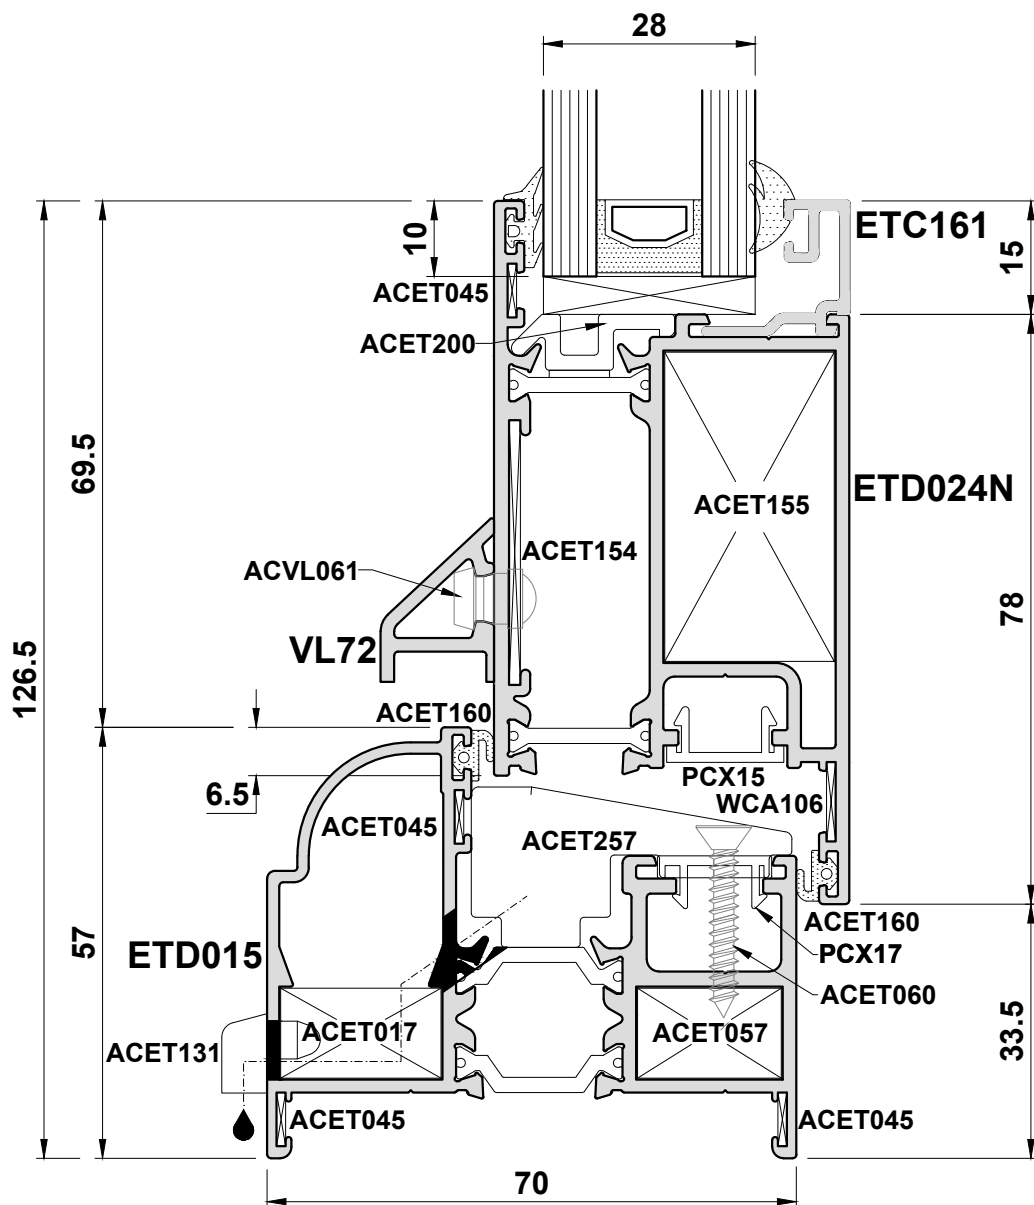 28
10
ETC161
15
ACET045
ACET200
69.5
ETD024N
ACET155
ACET154
ACVL061
78
VL72
126.5
ACET160
PCX15
6.5
WCA106
ACET045
ACET257
ACET160
57
ETD015
PCX17
ACET060
ACET017
ACET057
33.5
ACET131
ACET045
ACET045
70